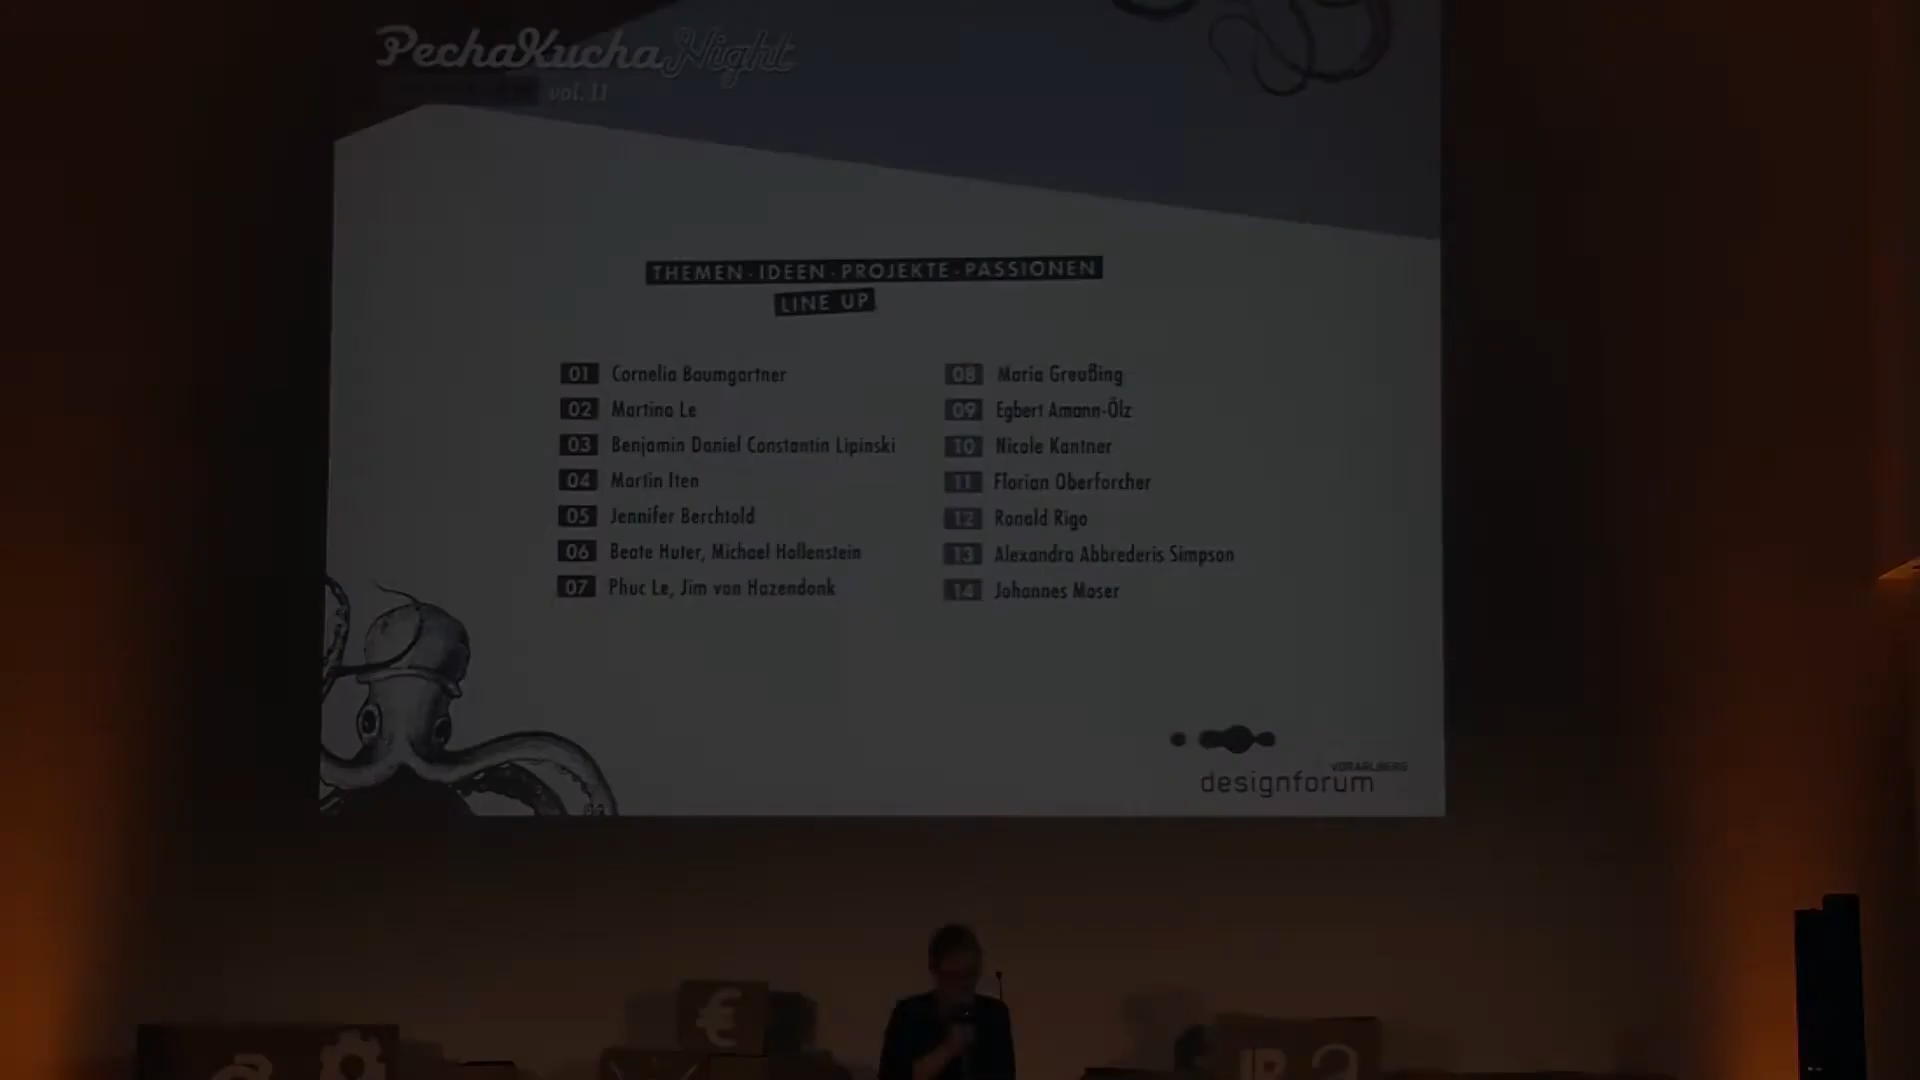 PechaKucha Night
vol. 11
THEMEN · IDEEN · PROJEKTE · PASSIONEN
LINE UP
01 Cornelia Baumgartner
02 Martina Le
03 Benjamin Daniel Constantin Lipinski
04 Martin Iten
05 Jennifer Berchtold
06 Beate Huter, Michael Hollenstein
07 Phuc Le, Jim van Hazendonk
08 Maria Greußing
09 Egbert Amann-Ölz
10 Nicole Kantner
11 Florian Oberforcher
12 Ronald Rigo
13 Alexandra Abbrederis Simpson
14 Johannes Moser
VORARLBERG
designforum
€